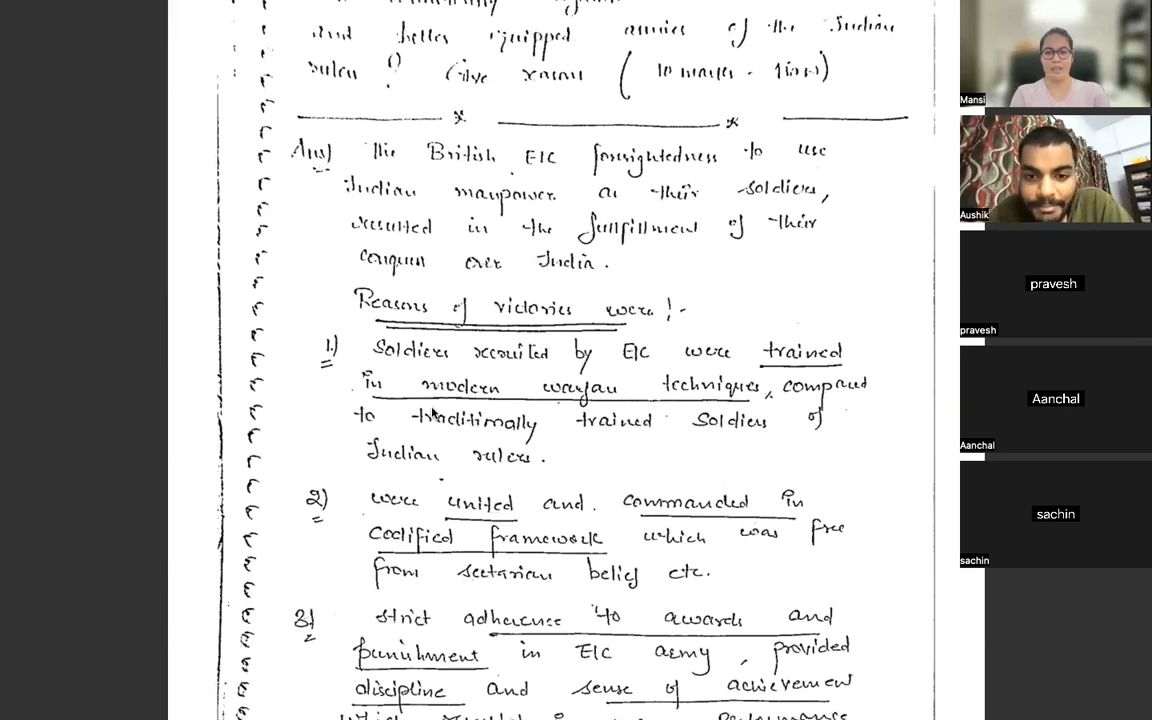 and better equipped armies of the Indian
rulers? Give reasons (10 marks - 150w)
Ans) The British EIC foresightedness to use
Indian manpower as their soldiers,
resulted in the fulfillment of their
conquest over India.
Reasons of victories were :-
1.) Soldiers recruited by EIC were trained
in modern warfare techniques, compared
to traditionally trained soldiers of
Indian rulers.
2) were united and commanded in
codified framework which was free
from sectarian belief etc.
3) strict adherence to awards and
punishment in EIC army, provided
discipline and sense of achievement
performance
Mansi
Aushik
pravesh
pravesh
Aanchal
Aanchal
sachin
sachin